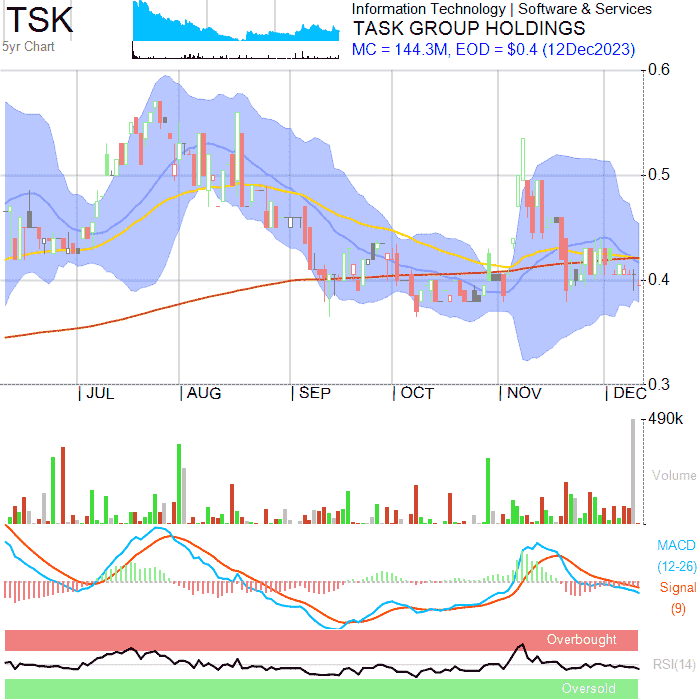 TSK
5yr Chart
Information Technology | Software & Services
TASK GROUP HOLDINGS
MC = 144.3M, EOD = $0.4 (12Dec2023)
0.6
0.5
0.4
0.3
| JUL | AUG | SEP | OCT | NOV | DEC
490k
Volume
MACD
(12-26)
Signal
(9)
Overbought
RSI(14)
Oversold